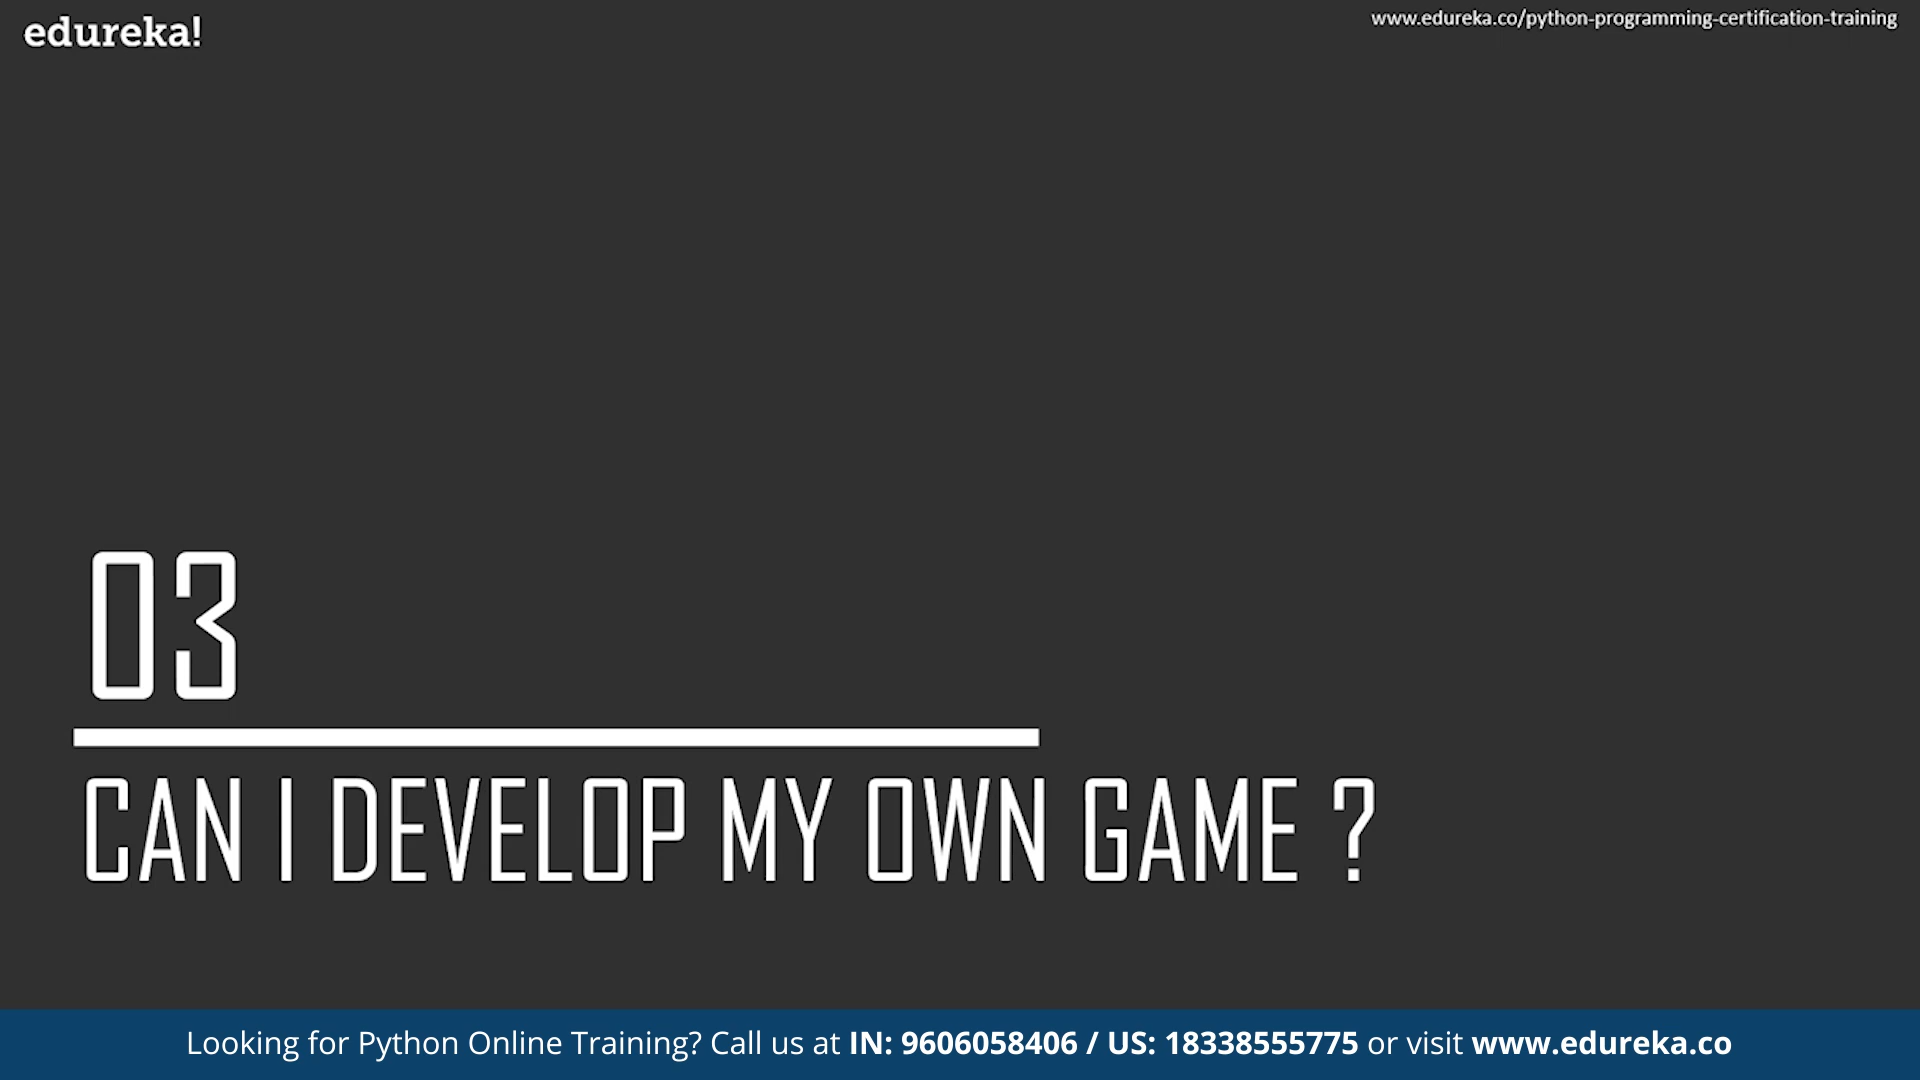 edureka!
www.edureka.co/python-programming-certification-training
03
CAN I DEVELOP MY OWN GAME ?
Looking for Python Online Training? Call us at IN: 9606058406 / US: 18338555775 or visit www.edureka.co